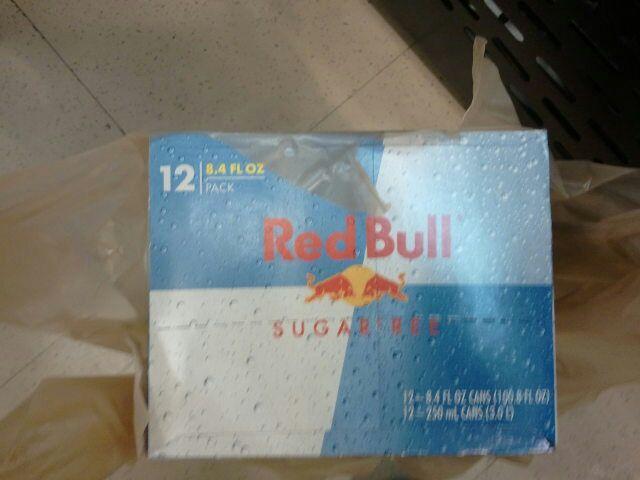 12 8.4 FL OZ
PACK
Red Bull
SUGARFREE
12 - 8.4 FL OZ CANS (100.8 FL OZ)
12 - 250 mL CANS (3.0 L)